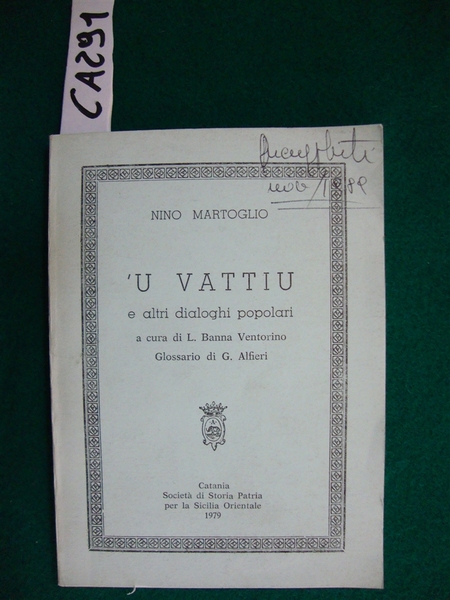 CA291
NINO MARTOGLIO
'U VATTIU
e altri dialoghi popolari
a cura di L. Banna Ventorino
Glossario di G. Alfieri
Catania
Società di Storia Patria
per la Sicilia Orientale
1979